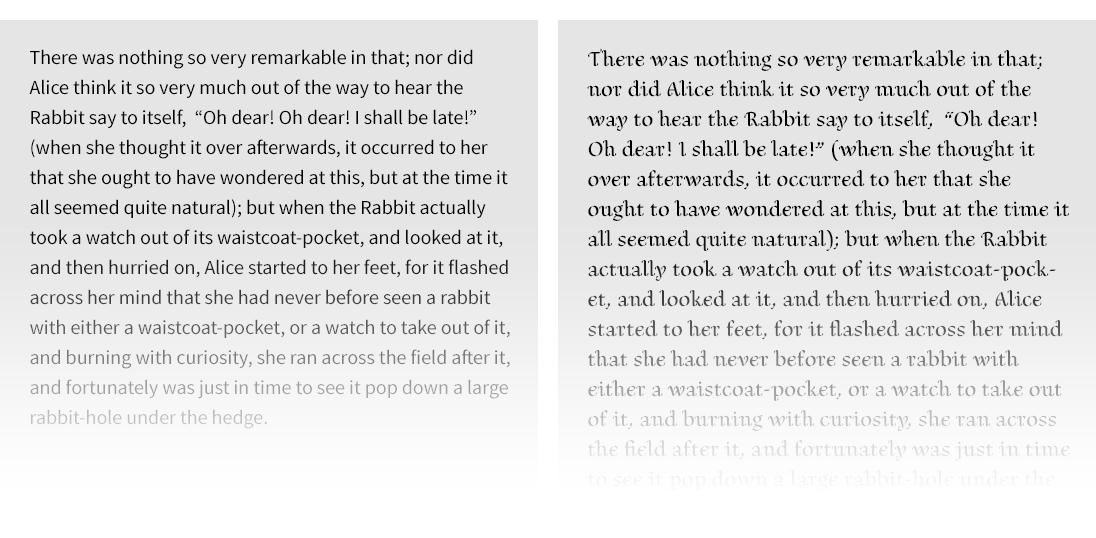 There was nothing so very remarkable in that; nor did
Alice think it so very much out of the way to hear the
Rabbit say to itself,  “Oh dear! Oh dear! I shall be late!”
(when she thought it over afterwards, it occurred to her
that she ought to have wondered at this, but at the time it
all seemed quite natural); but when the Rabbit actually
took a watch out of its waistcoat-pocket, and looked at it,
and then hurried on, Alice started to her feet, for it flashed
across her mind that she had never before seen a rabbit
with either a waistcoat-pocket, or a watch to take out of it,
and burning with curiosity, she ran across the field after it,
and fortunately was just in time to see it pop down a large
rabbit-hole under the hedge.
There was nothing so very remarkable in that;
nor did Alice think it so very much out of the
way to hear the Rabbit say to itself,  “Oh dear!
Oh dear! I shall be late!” (when she thought it
over afterwards, it occurred to her that she
ought to have wondered at this, but at the time it
all seemed quite natural); but when the Rabbit
actually took a watch out of its waistcoat-pock-
et, and looked at it, and then hurried on, Alice
started to her feet, for it flashed across her mind
that she had never before seen a rabbit with
either a waistcoat-pocket, or a watch to take out
of it, and burning with curiosity, she ran across
the field after it, and fortunately was just in time
to see it pop down a large rabbit-hole under the